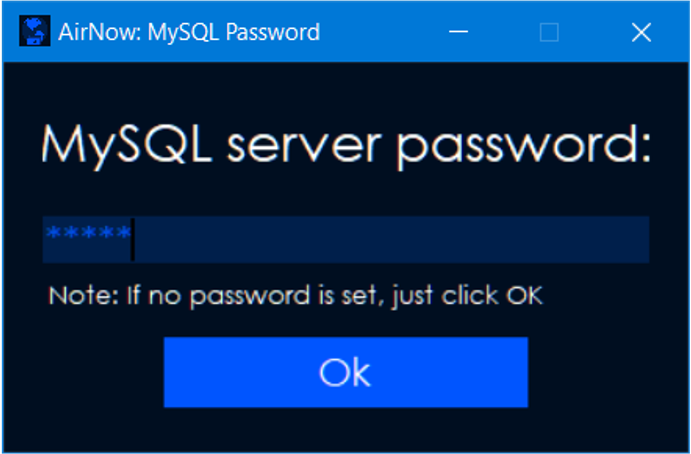 AirNow: MySQL Password
MySQL server password:
*****
Note: If no password is set, just click OK
Ok